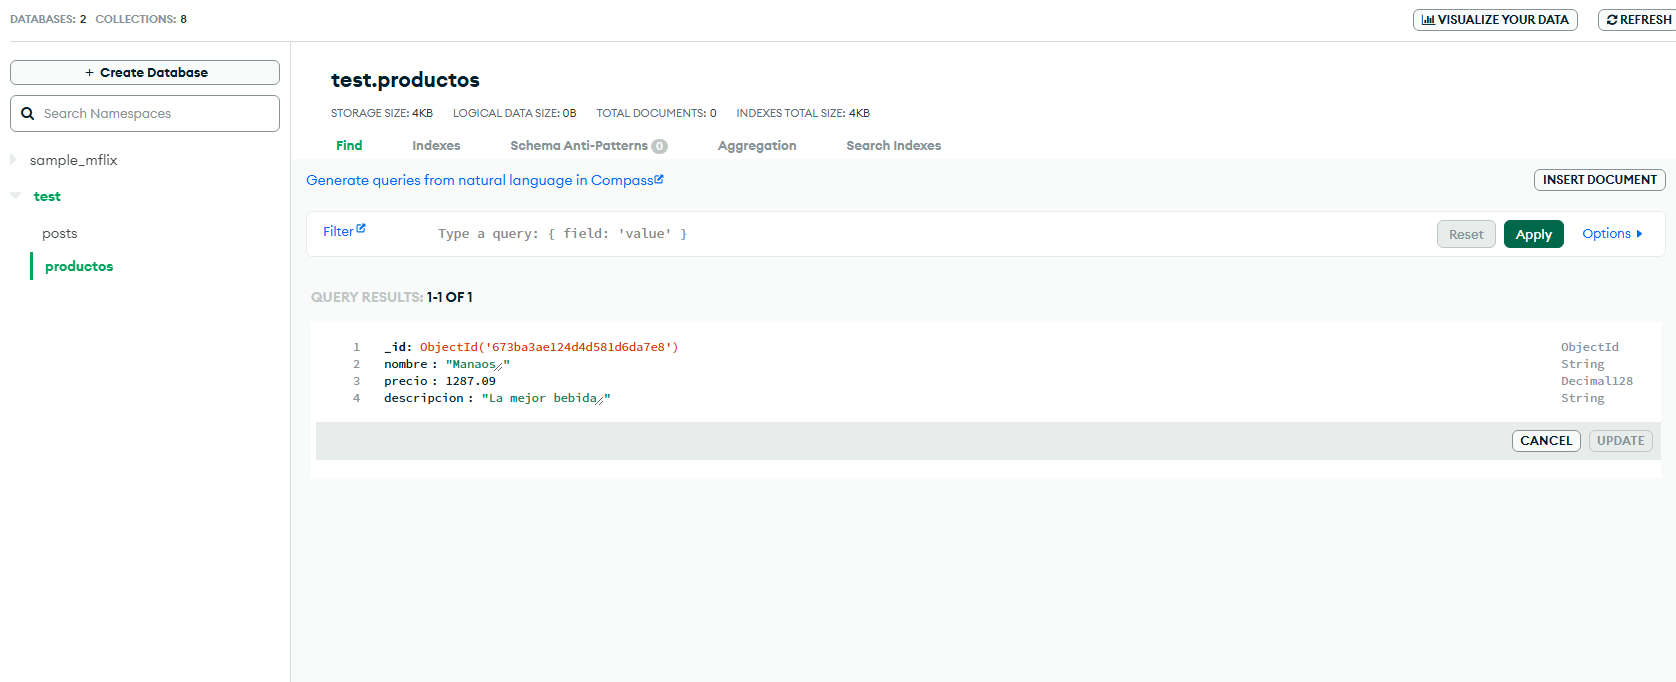 DATABASES: 2 COLLECTIONS: 8
VISUALIZE YOUR DATA
REFRESH
+ Create Database
Search Namespaces
sample_mflix
test
posts
productos
test.productos
STORAGE SIZE: 4KB LOGICAL DATA SIZE: 0B TOTAL DOCUMENTS: 0 INDEXES TOTAL SIZE: 4KB
Find Indexes Schema Anti-Patterns 0 Aggregation Search Indexes
Generate queries from natural language in Compass
INSERT DOCUMENT
Filter Type a query: { field: 'value' } Reset Apply Options
QUERY RESULTS: 1-1 OF 1
1 _id: ObjectId('673ba3ae124d4d581d6da7e8') ObjectId
2 nombre : "Manaos" String
3 precio : 1287.09 Decimal128
4 descripcion : "La mejor bebida" String
CANCEL UPDATE